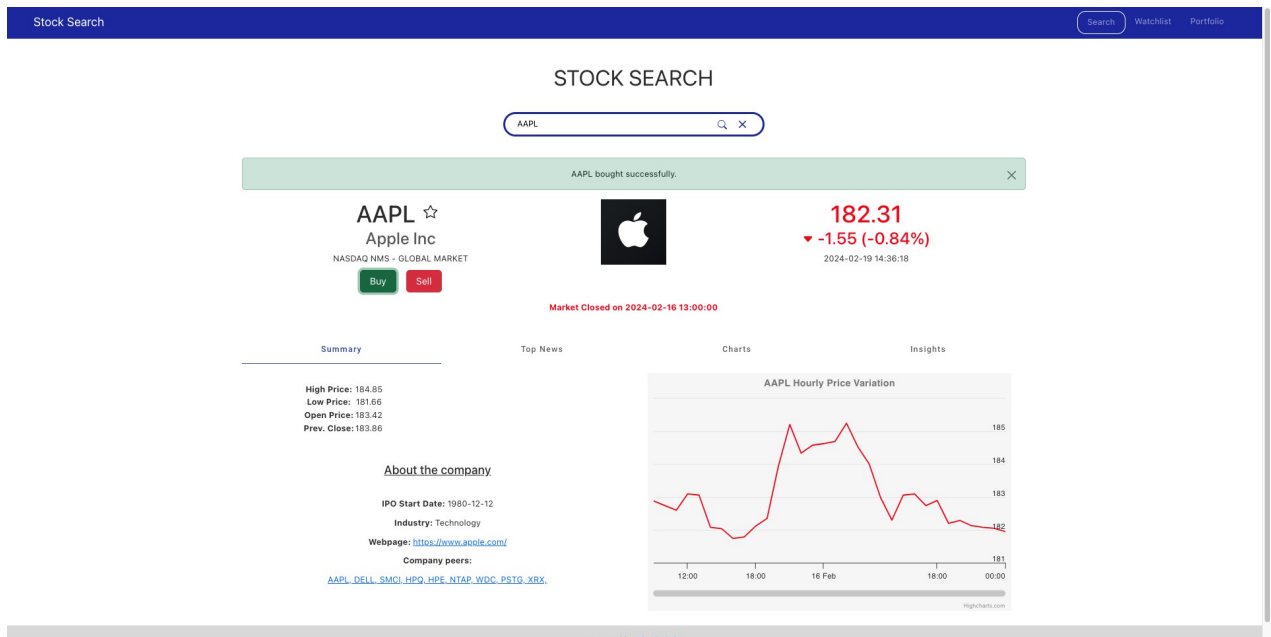 Stock Search
Search Watchlist Portfolio
STOCK SEARCH
AAPL
AAPL bought successfully.
AAPL
Apple Inc
NASDAQ NMS - GLOBAL MARKET
Buy Sell
182.31
-1.55 (-0.84%)
2024-02-19 14:36:18
Market Closed on 2024-02-16 13:00:00
Summary Top News Charts Insights
High Price: 184.85
Low Price: 181.66
Open Price: 183.42
Prev. Close: 183.86
About the company
IPO Start Date: 1980-12-12
Industry: Technology
Webpage: https://www.apple.com/
Company peers:
AAPL, DELL, SMCI, HPQ, HPE, NTAP, WDC, PSTG, XRX,
AAPL Hourly Price Variation
185
184
183
182
181
12:00 18:00 16 Feb 18:00 00:00
Highcharts.com